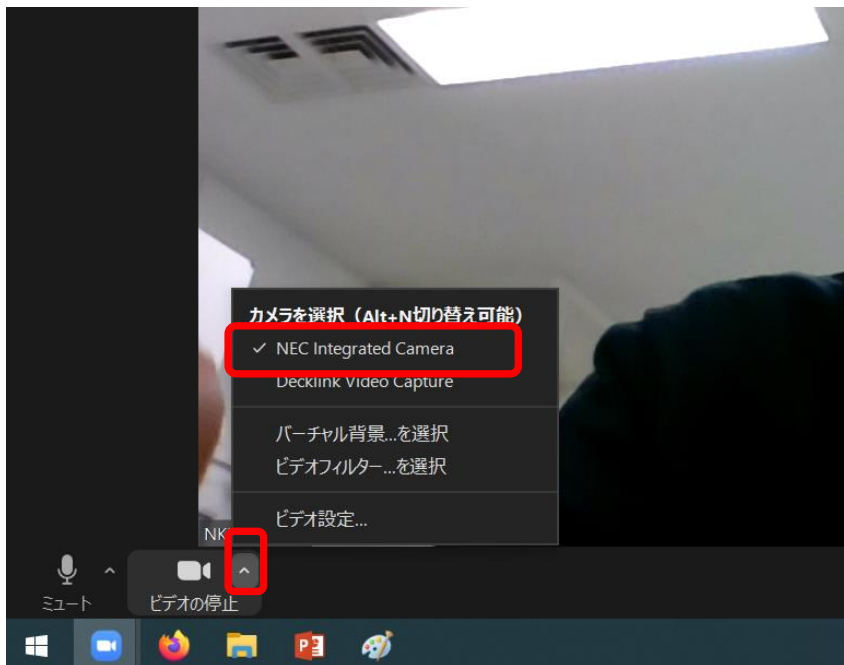 カメラを選択（Alt+N切り替え可能）
✓ NEC Integrated Camera
Decklink Video Capture
バーチャル背景...を選択
ビデオフィルター...を選択
ビデオ設定...
NK
ミュート
ビデオの停止